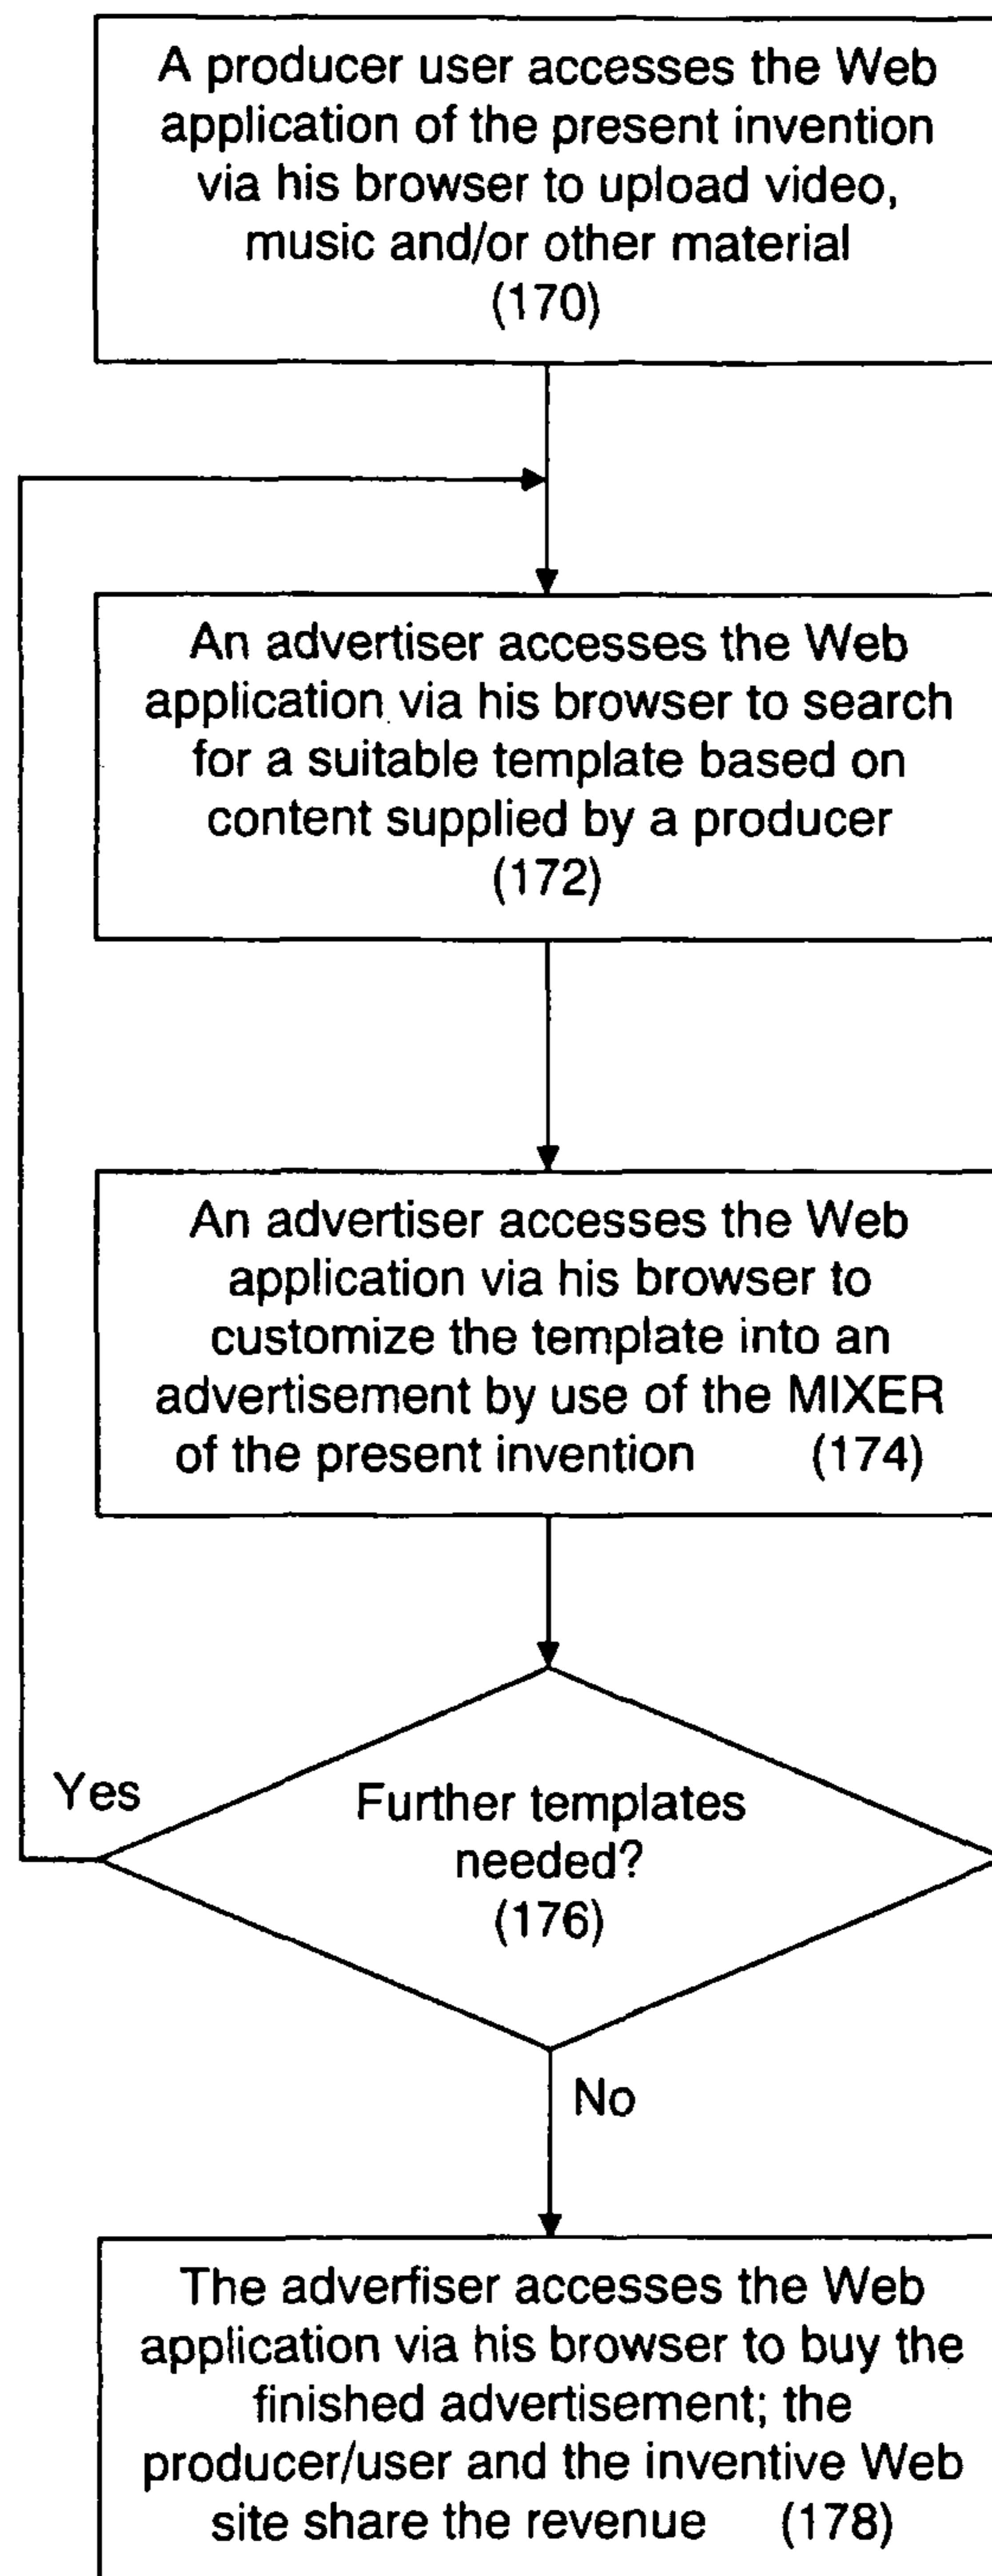 A producer user accesses the Web
application of the present invention
via his browser to upload video,
music and/or other material
(170)
An advertiser accesses the Web
application via his browser to search
for a suitable template based on
content supplied by a producer
(172)
An advertiser accesses the Web
application via his browser to
customize the template into an
advertisement by use of the MIXER
of the present invention (174)
Yes
Further templates
needed?
(176)
No
The advertiser accesses the Web
application via his browser to buy the
finished advertisement; the
producer/user and the inventive Web
site share the revenue (178)